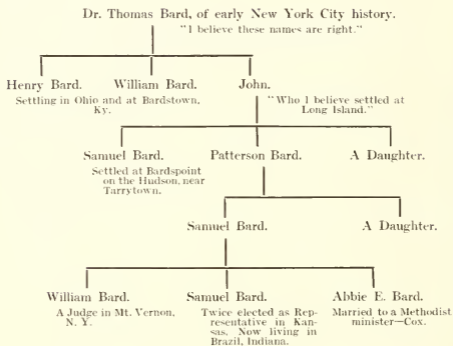 Dr. Thomas Bard, of early New York City history.
"I believe these names are right."
Henry Bard. William Bard. John.
Settling in Ohio and at Bardstown, Ky.
"Who I believe settled at Long Island."
Samuel Bard. Patterson Bard. A Daughter.
Settled at Bardspoint
on the Hudson, near
Tarrytown.
Samuel Bard. A Daughter.
William Bard. Samuel Bard. Abbie E. Bard.
A Judge in Mt. Vernon,
N. Y.
Twice elected as Rep-
resentative in Kan-
sas. Now living in
Brazil, Indiana.
Married to a Methodist
minister—Cox.